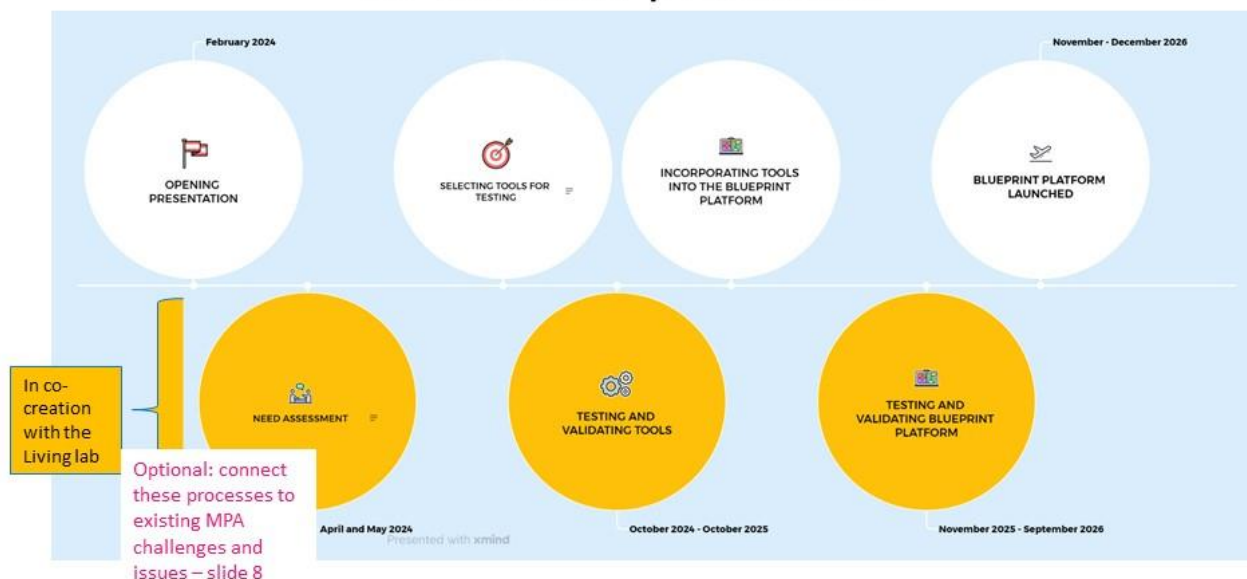 February 2024
November - December 2026
OPENING
PRESENTATION
SELECTING TOOLS FOR
TESTING
INCORPORATING TOOLS
INTO THE BLUEPRINT
PLATFORM
BLUEPRINT PLATFORM
LAUNCHED
In co-
creation
with the
Living lab
NEED ASSESSMENT
TESTING AND
VALIDATING TOOLS
TESTING AND
VALIDATING BLUEPRINT
PLATFORM
Optional: connect
these processes to
existing MPA
challenges and
issues – slide 8
April and May 2024
October 2024 - October 2025
November 2025 - September 2026
Presented with xmind